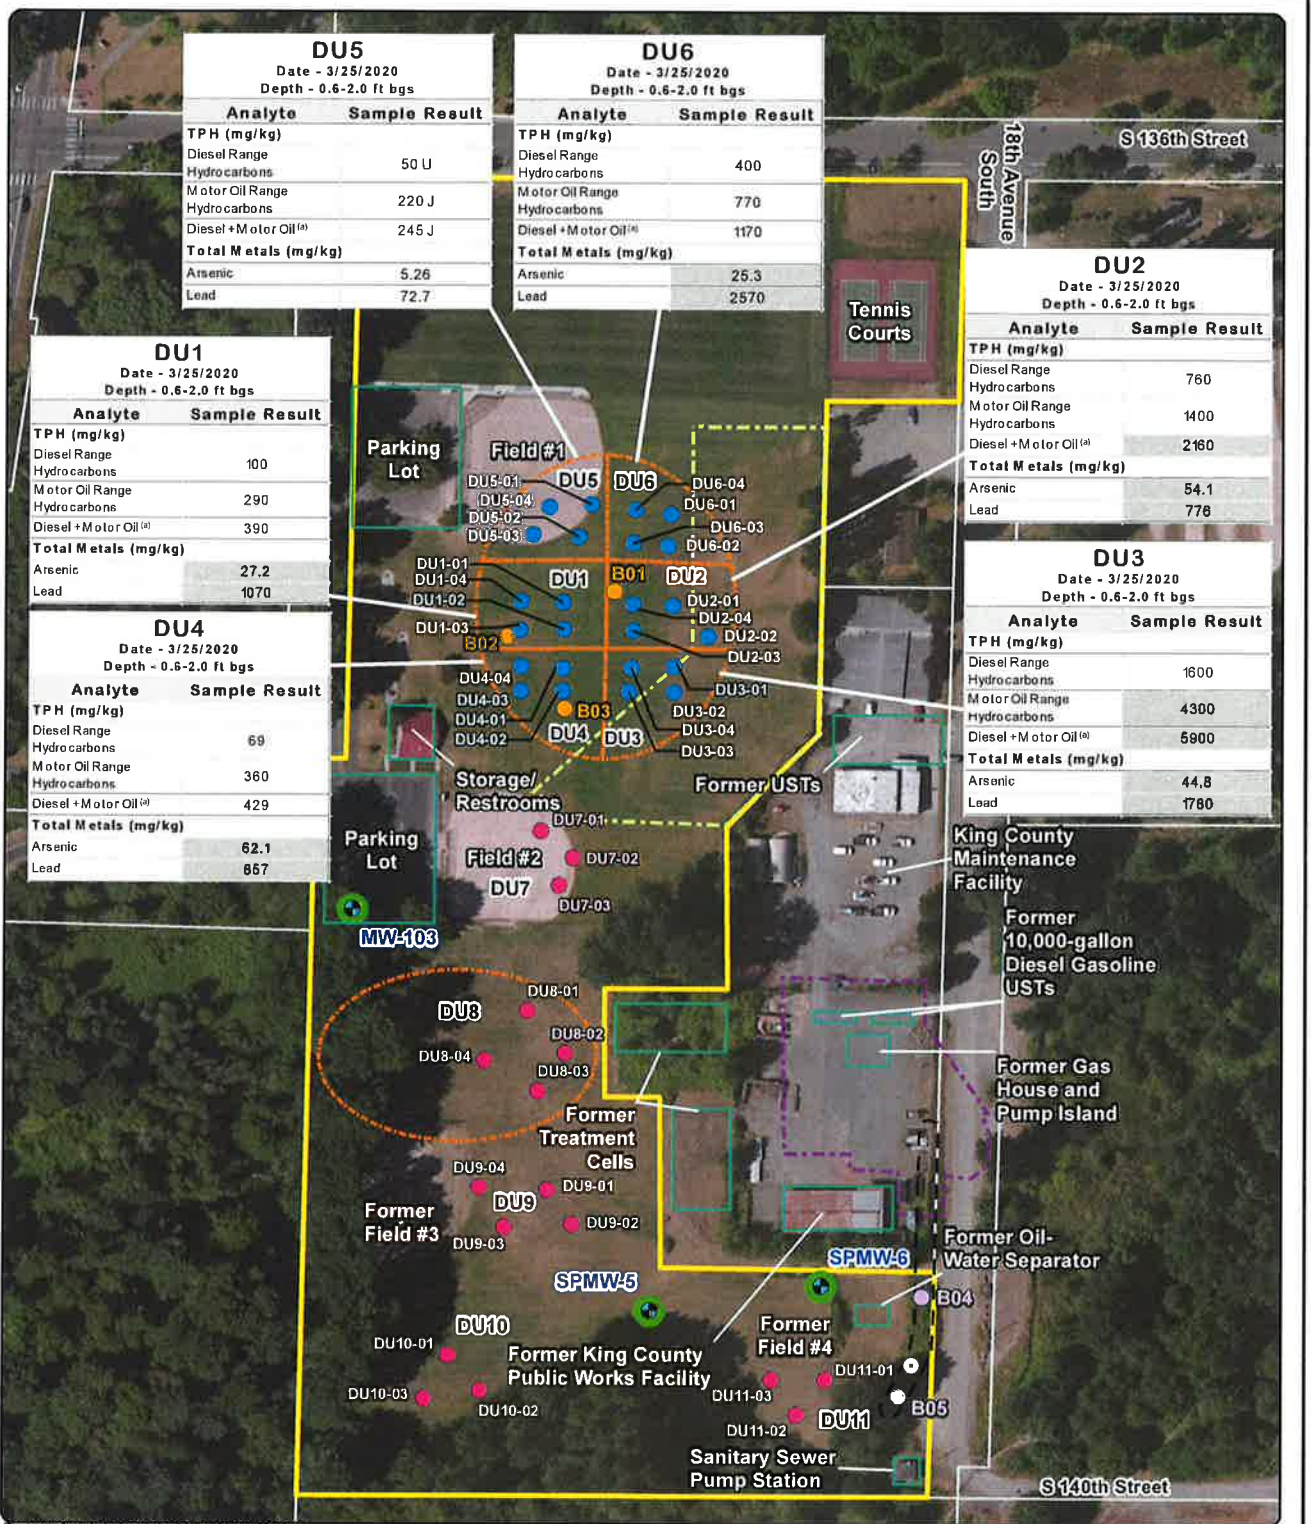 DU5
Date - 3/25/2020
Depth - 0.6-2.0 ft bgs
Analyte Sample Result
TPH (mg/kg)
Diesel Range
Hydrocarbons 50 U
Motor Oil Range
Hydrocarbons 220 J
Diesel +Motor Oil (a) 245 J
Total Metals (mg/kg)
Arsenic 5.26
Lead 72.7
DU6
Date - 3/25/2020
Depth - 0.6-2.0 ft bgs
Analyte Sample Result
TPH (mg/kg)
Diesel Range
Hydrocarbons 400
Motor Oil Range
Hydrocarbons 770
Diesel +Motor Oil (a) 1170
Total Metals (mg/kg)
Arsenic 25.3
Lead 2570
S 136th Street
18th Avenue
South
DU2
Date - 3/25/2020
Depth - 0.6-2.0 ft bgs
Analyte Sample Result
TPH (mg/kg)
Diesel Range
Hydrocarbons 760
Motor Oil Range
Hydrocarbons 1400
Diesel +Motor Oil (a) 2160
Total Metals (mg/kg)
Arsenic 54.1
Lead 776
Tennis
Courts
DU1
Date - 3/25/2020
Depth - 0.6-2.0 ft bgs
Analyte Sample Result
TPH (mg/kg)
Diesel Range
Hydrocarbons 100
Motor Oil Range
Hydrocarbons 290
Diesel +Motor Oil (a) 390
Total Metals (mg/kg)
Arsenic 27.2
Lead 1070
DU3
Date - 3/25/2020
Depth - 0.6-2.0 ft bgs
Analyte Sample Result
TPH (mg/kg)
Diesel Range
Hydrocarbons 1600
Motor Oil Range
Hydrocarbons 4300
Diesel +Motor Oil (a) 5900
Total Metals (mg/kg)
Arsenic 44.8
Lead 1760
DU4
Date - 3/25/2020
Depth - 0.6-2.0 ft bgs
Analyte Sample Result
TPH (mg/kg)
Diesel Range
Hydrocarbons 69
Motor Oil Range
Hydrocarbons 360
Diesel +Motor Oil (a) 429
Total Metals (mg/kg)
Arsenic 62.1
Lead 857
Parking
Lot
Field #1
DU5
DU6
DU5-01
DU5-04
DU5-02
DU5-03
DU6-04
DU6-01
DU6-03
DU6-02
DU1-01
DU1-04
DU1-02
DU1-03
DU1
B01
DU2
B02
DU2-01
DU2-04
DU2-02
DU2-03
DU4-04
DU4-03
DU4-01
DU4-02
B03
DU4
DU3
DU3-01
DU3-02
DU3-04
DU3-03
Storage/
Restrooms
Former USTs
Parking
Lot
DU7-01
Field #2
DU7
DU7-02
DU7-03
MW-103
King County
Maintenance
Facility
Former
10,000-gallon
Diesel Gasoline
USTs
DU8
DU8-01
DU8-02
DU8-04
DU8-03
Former Gas
House and
Pump Island
Former
Treatment
Cells
DU9-04
DU9
DU9-01
DU9-02
DU9-03
Former
Field #3
Former Oil-
Water Separator
SPMW-5
SPMW-6
B04
DU10
DU10-01
DU10-03
DU10-02
Former King County
Public Works Facility
Former
Field #4
DU11-01
DU11-03
DU11-02
DU11
B05
Sanitary Sewer
Pump Station
S 140th Street